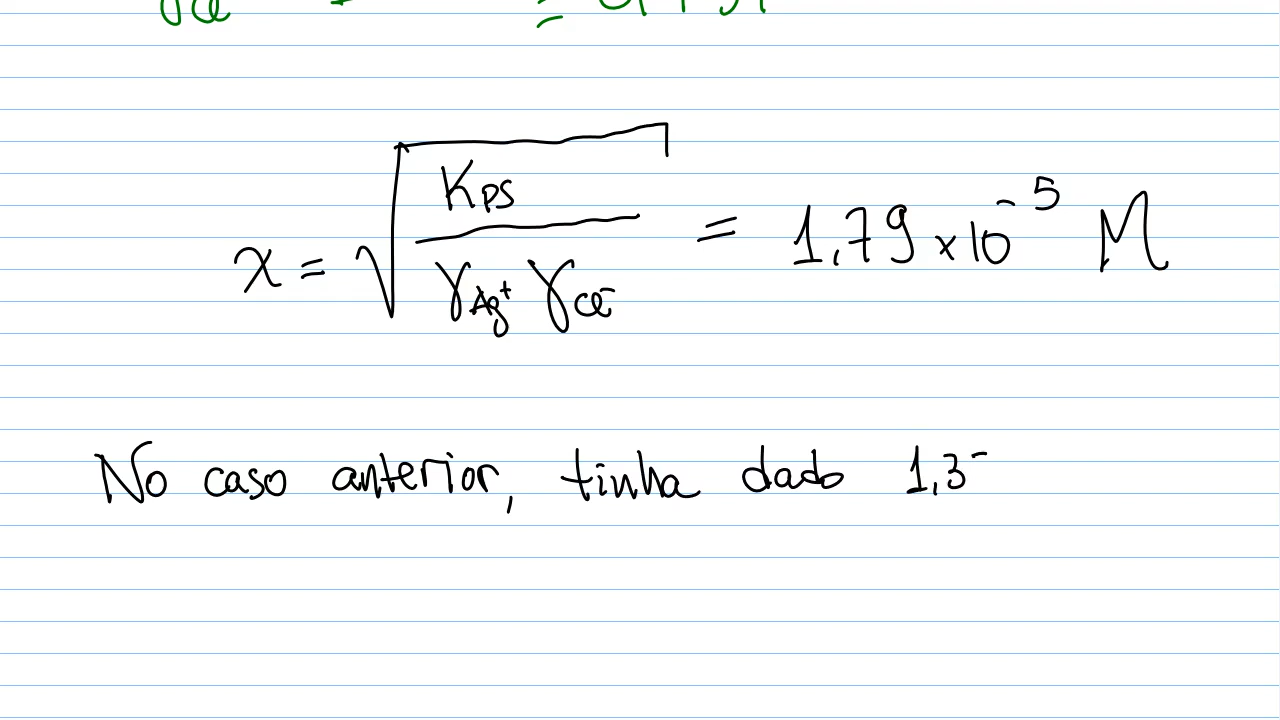 x = √(Kps / γAg⁺ γCl⁻) = 1,79 x 10⁻⁵ M
No caso anterior, tinha dado 1,3